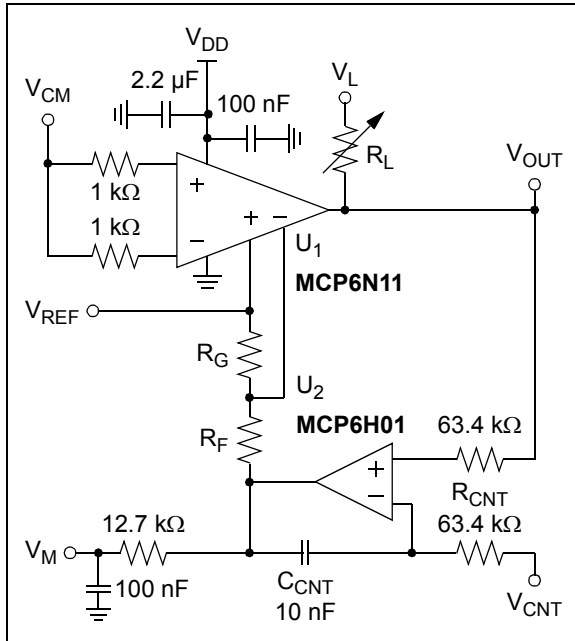 V_DD
2.2 µF
V_L
V_CM
100 nF
R_L
V_OUT
1 kΩ
+
1 kΩ
+ −
−
U_1
MCP6N11
V_REF
R_G
U_2
MCP6H01
R_F
63.4 kΩ
+
−
R_CNT
12.7 kΩ
63.4 kΩ
V_M
100 nF
C_CNT
10 nF
V_CNT